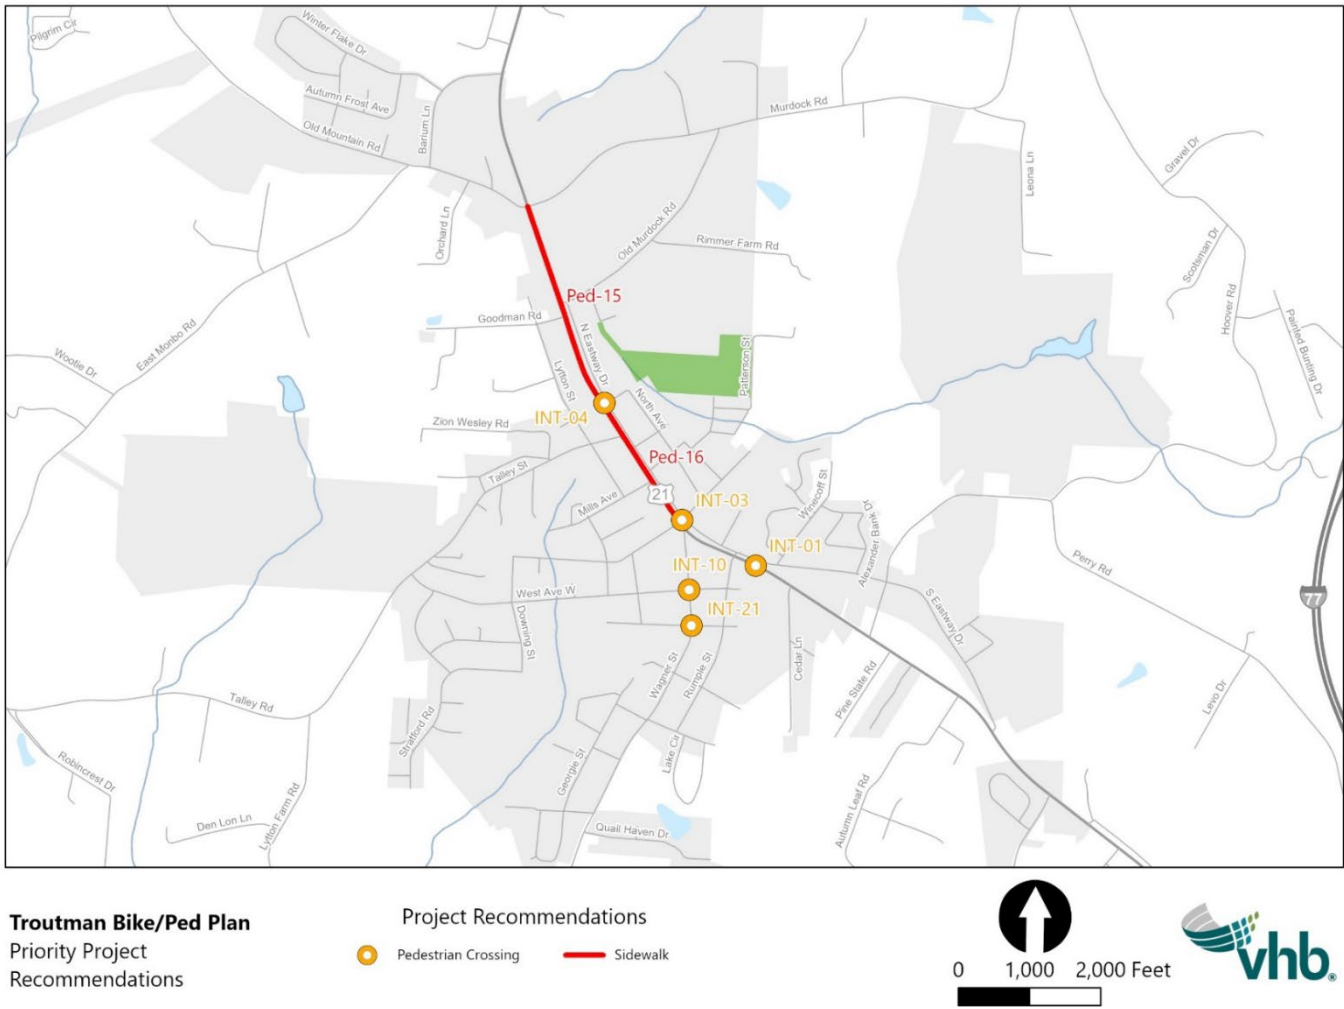 Pilgrim Cir
Winter Flake Dr
Autumn Frost Ave
Old Mountain Rd
Barium Ln
Murdock Rd
Gravel Dr
Leona Ln
Orchard Ln
Old Murdock Rd
Rimmer Farm Rd
Scotsman Dr
Hoover Rd
Painted Bunting Dr
Ped-15
Goodman Rd
N Eastway Dr
East Monbo Rd
Wootie Dr
Lytton St
Patterson St
North Ave
INT-04
Zion Wesley Rd
Ped-16
Talley St
Mills Ave
21
INT-03
Winecoff St
Alexander Bank Dr
INT-01
INT-10
Perry Rd
77
West Ave W
INT-21
Downing St
S Eastway Dr
Cedar Ln
Wagner St
Rumple St
Pine State Rd
Levo Dr
Talley Rd
Stratford Rd
Georgie St
Lake Cir
Robincrest Dr
Lytton Farm Rd
Den Lon Ln
Autumn Leaf Rd
Quail Haven Dr
Troutman Bike/Ped Plan
Priority Project
Recommendations
Project Recommendations
Pedestrian Crossing
Sidewalk
0 1,000 2,000 Feet
vhb®